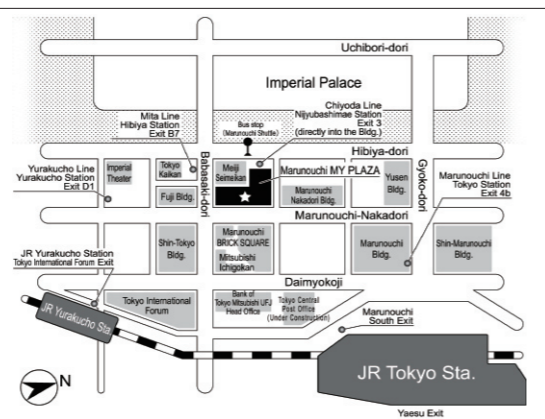 Uchibori-dori
Imperial Palace
Mita Line
Hibiya Station
Exit B7
Bus stop
(Marunouchi Shuttle)
Chiyoda Line
Nijyubashimae Station
Exit 3
(directly into the Bldg.)
Hibiya-dori
Yurakucho Line
Yurakucho Station
Exit D1
Imperial
Theater
Tokyo
Kaikan
Fuji Bldg.
Babasaki-dori
Meiji
Seimeikan
Marunouchi MY PLAZA
Marunouchi
Nakadori Bldg.
Yusen
Bldg.
Gyoko-dori
Marunouchi Line
Tokyo Station
Exit 4b
Marunouchi-Nakadori
JR Yurakucho Station
Tokyo International Forum Exit
Shin-Tokyo
Bldg.
Marunouchi
BRICK SQUARE
Mitsubishi
Ichigokan
Marunouchi
Bldg.
Shin-Marunouchi
Bldg.
Daimyokoji
JR Yurakucho Sta.
Tokyo International
Forum
Bank of
Tokyo Mitsubishi UFJ
Head Office
Tokyo Central
Post Office
(Under Construction)
Marunouchi
South Exit
N
JR Tokyo Sta.
Yaesu Exit